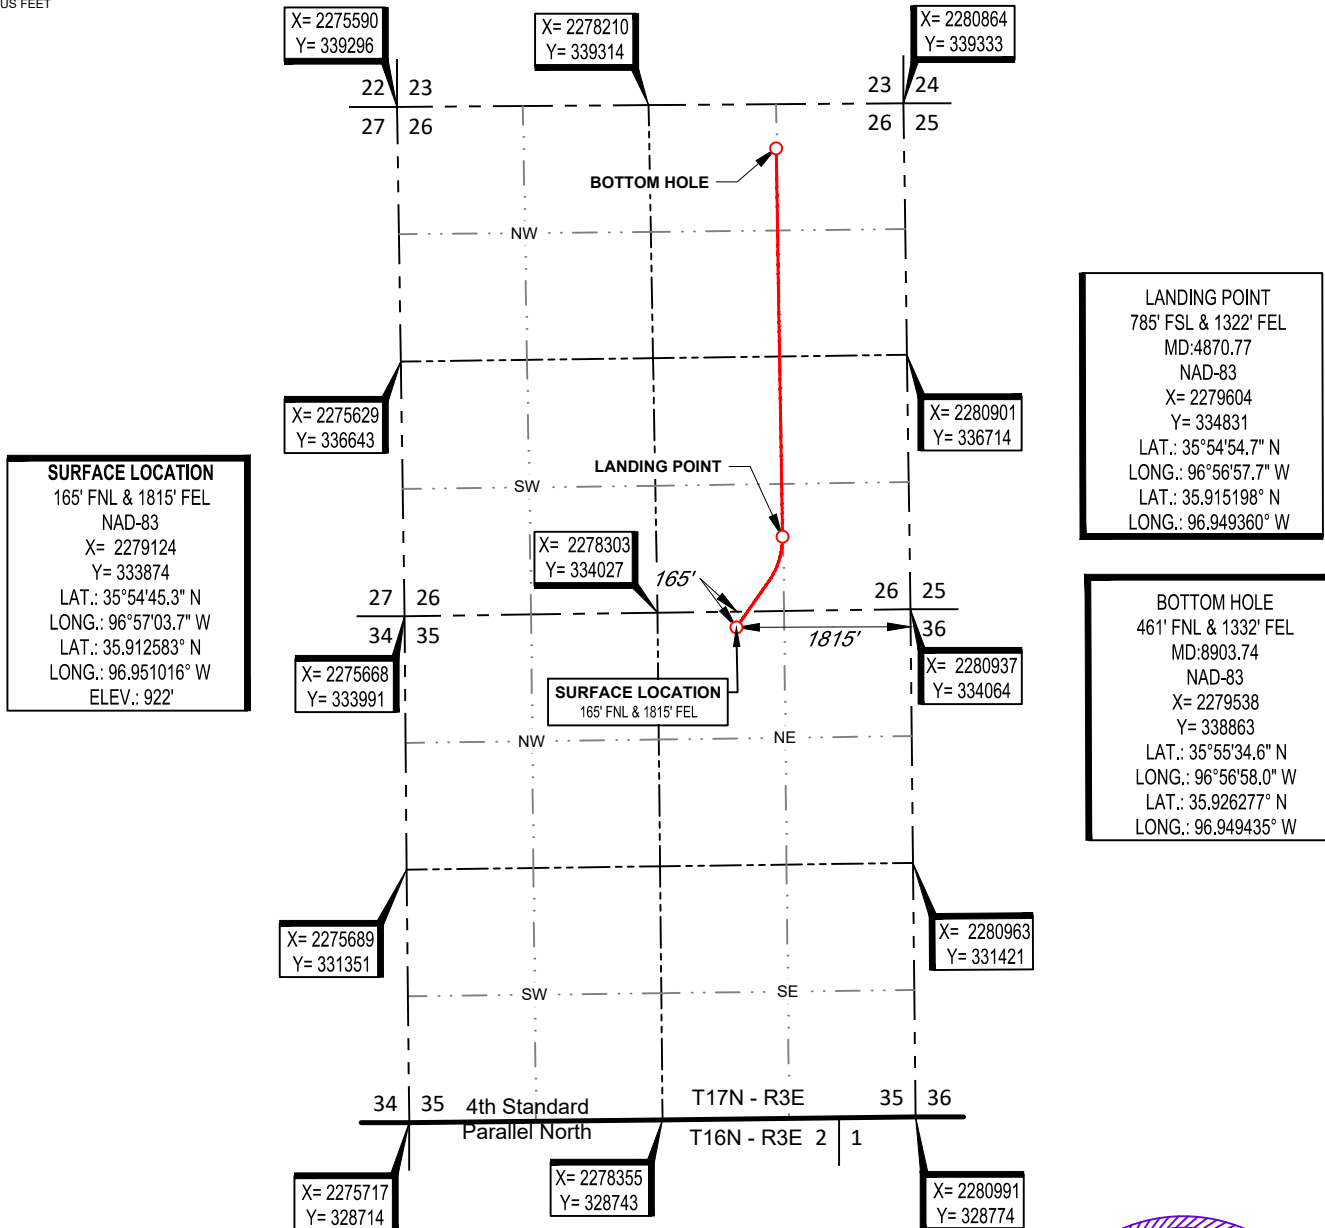 US FEET
X= 2275590
Y= 339296
X= 2278210
Y= 339314
X= 2280864
Y= 339333
22 23
27 26
23 24
26 25
BOTTOM HOLE
NW
X= 2275629
Y= 336643
X= 2280901
Y= 336714
LANDING POINT
785' FSL & 1322' FEL
MD:4870.77
NAD-83
X= 2279604
Y= 334831
LAT.: 35°54'54.7" N
LONG.: 96°56'57.7" W
LAT.: 35.915198° N
LONG.: 96.949360° W
SURFACE LOCATION
165' FNL & 1815' FEL
NAD-83
X= 2279124
Y= 333874
LAT.: 35°54'45.3" N
LONG.: 96°57'03.7" W
LAT.: 35.912583° N
LONG.: 96.951016° W
ELEV.: 922'
LANDING POINT
SW
X= 2278303
Y= 334027
165'
27 26
34 35
26 25
36
1815'
X= 2275668
Y= 333991
X= 2280937
Y= 334064
SURFACE LOCATION
165' FNL & 1815' FEL
BOTTOM HOLE
461' FNL & 1332' FEL
MD:8903.74
NAD-83
X= 2279538
Y= 338863
LAT.: 35°55'34.6" N
LONG.: 96°56'58.0" W
LAT.: 35.926277° N
LONG.: 96.949435° W
NW
NE
X= 2275689
Y= 331351
X= 2280963
Y= 331421
SW
SE
34 35
4th Standard
Parallel North
T17N - R3E
35 36
T16N - R3E 2 1
X= 2275717
Y= 328714
X= 2278355
Y= 328743
X= 2280991
Y= 328774